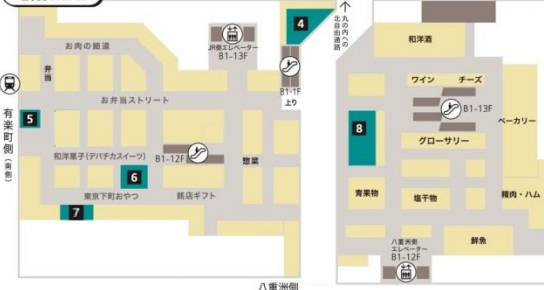 4
丸の内への
北自由通路
お肉の細道
JR側エレベーター
B1-13F
和洋酒
弁当
B1-1F
上り
ワイン
チーズ
お弁当ストリート
B1-13F
ベーカリー
5
有楽町側(南側)
8
グローサリー
和洋菓子(デパチカスイーツ)
B1-12F
惣菜
6
東京下町おやつ
銘店ギフト
青果物
塩干物
精肉・ハム
7
八重洲側
エレベーター
B1-12F
鮮魚
八重洲側